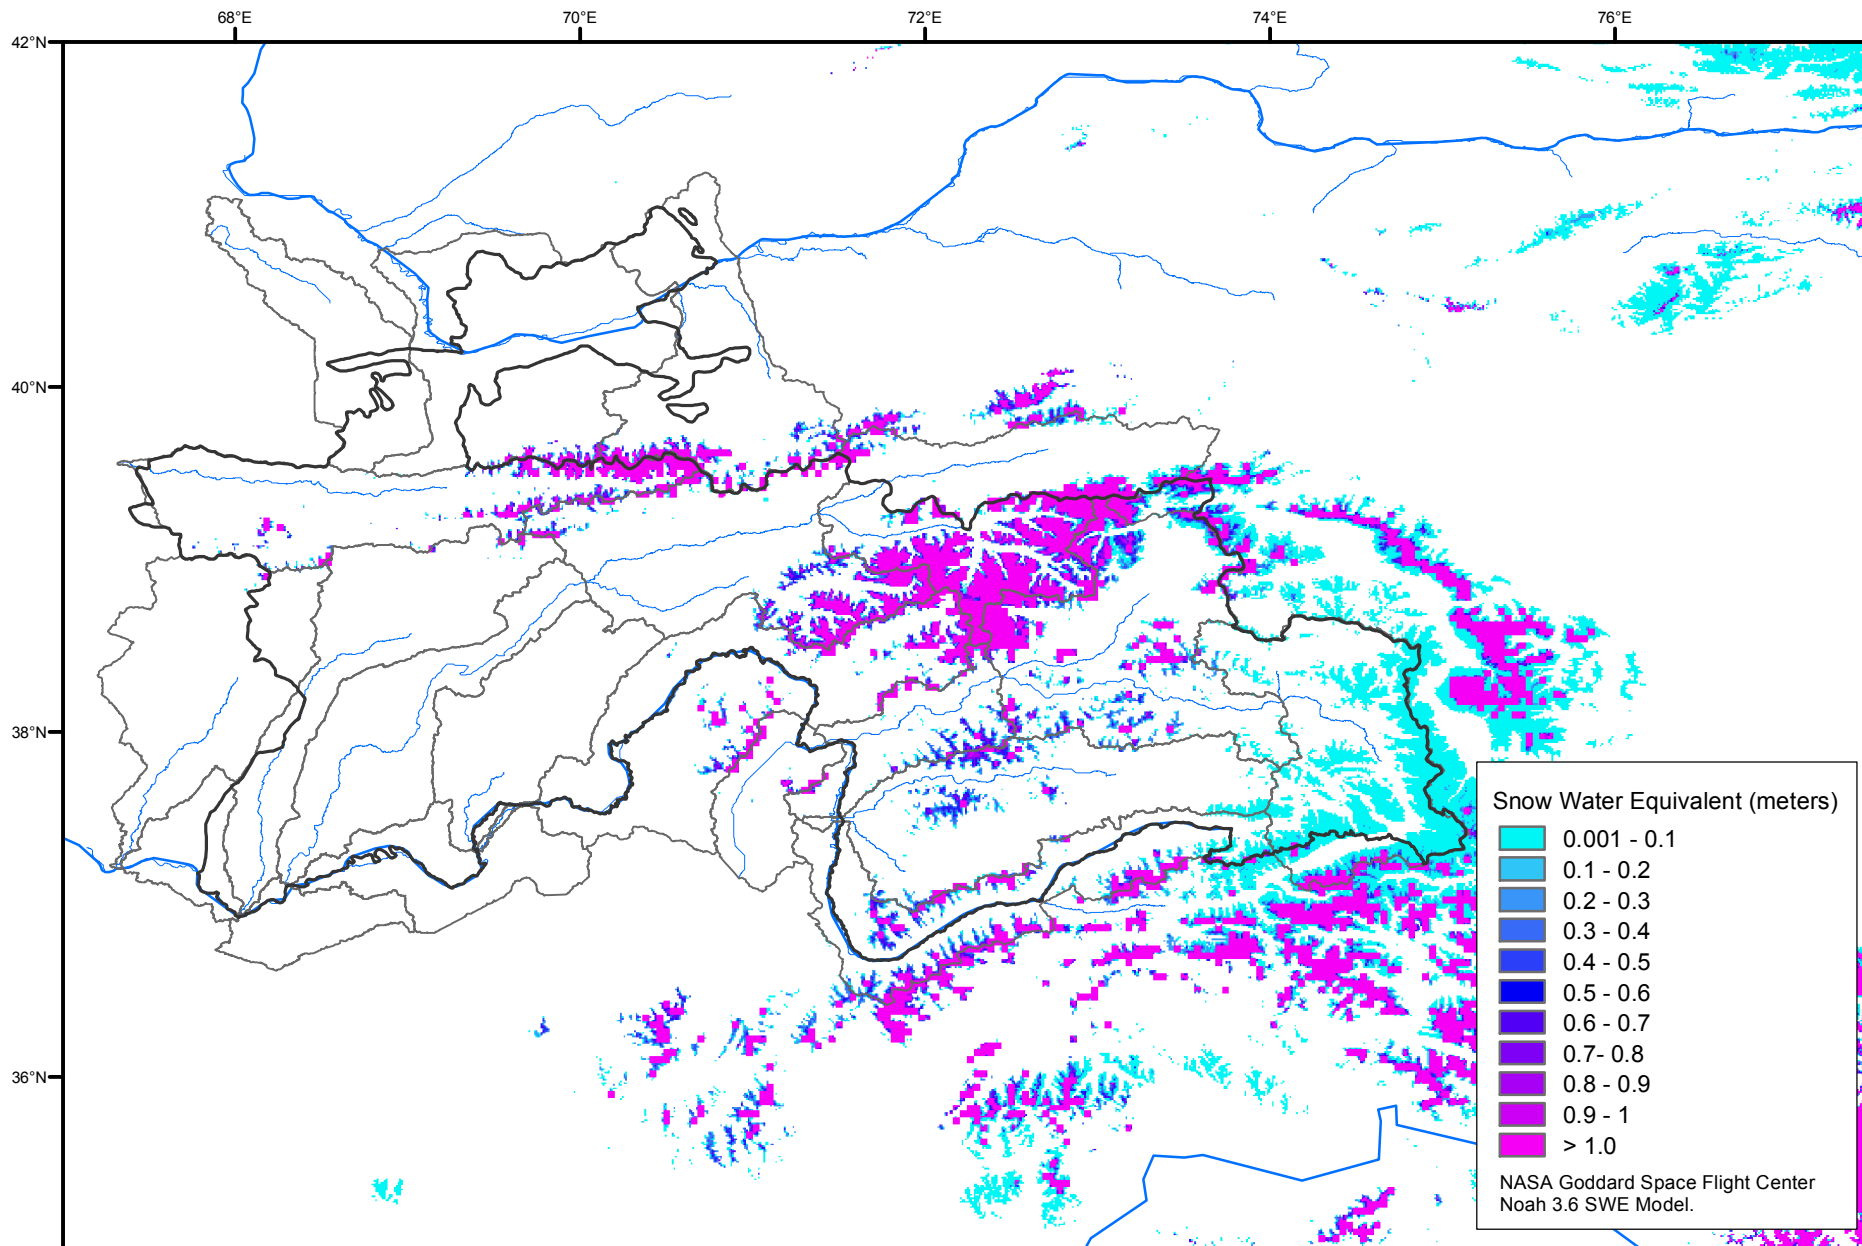 68°E 70°E 72°E 74°E 76°E
42°N
40°N
38°N
36°N
Snow Water Equivalent (meters)
0.001 - 0.1
0.1 - 0.2
0.2 - 0.3
0.3 - 0.4
0.4 - 0.5
0.5 - 0.6
0.6 - 0.7
0.7- 0.8
0.8 - 0.9
0.9 - 1
> 1.0
NASA Goddard Space Flight Center
Noah 3.6 SWE Model.